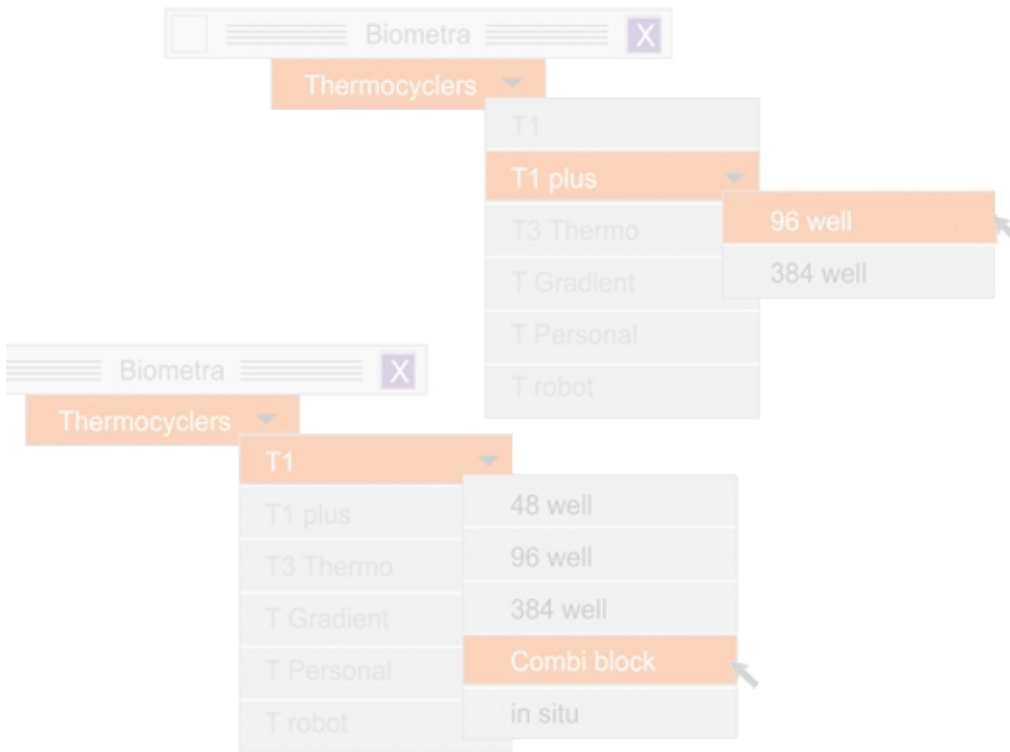 Biometra X
Thermocyclers
T1
T1 plus
96 well
T3 Thermo
384 well
T Gradient
T Personal
T robot
Biometra X
Thermocyclers
T1
48 well
T1 plus
96 well
T3 Thermo
384 well
T Gradient
Combi block
T Personal
in situ
T robot